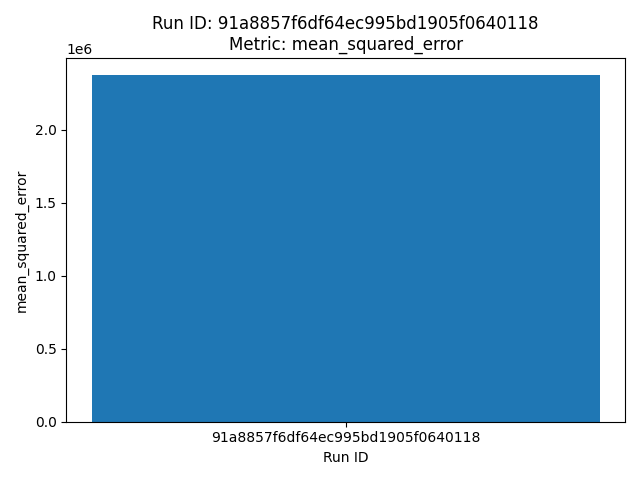 Run ID: 91a8857f6df64ec995bd1905f0640118
Metric: mean_squared_error
1e6
2.0
1.5
1.0
0.5
0.0
mean_squared_error
91a8857f6df64ec995bd1905f0640118
Run ID